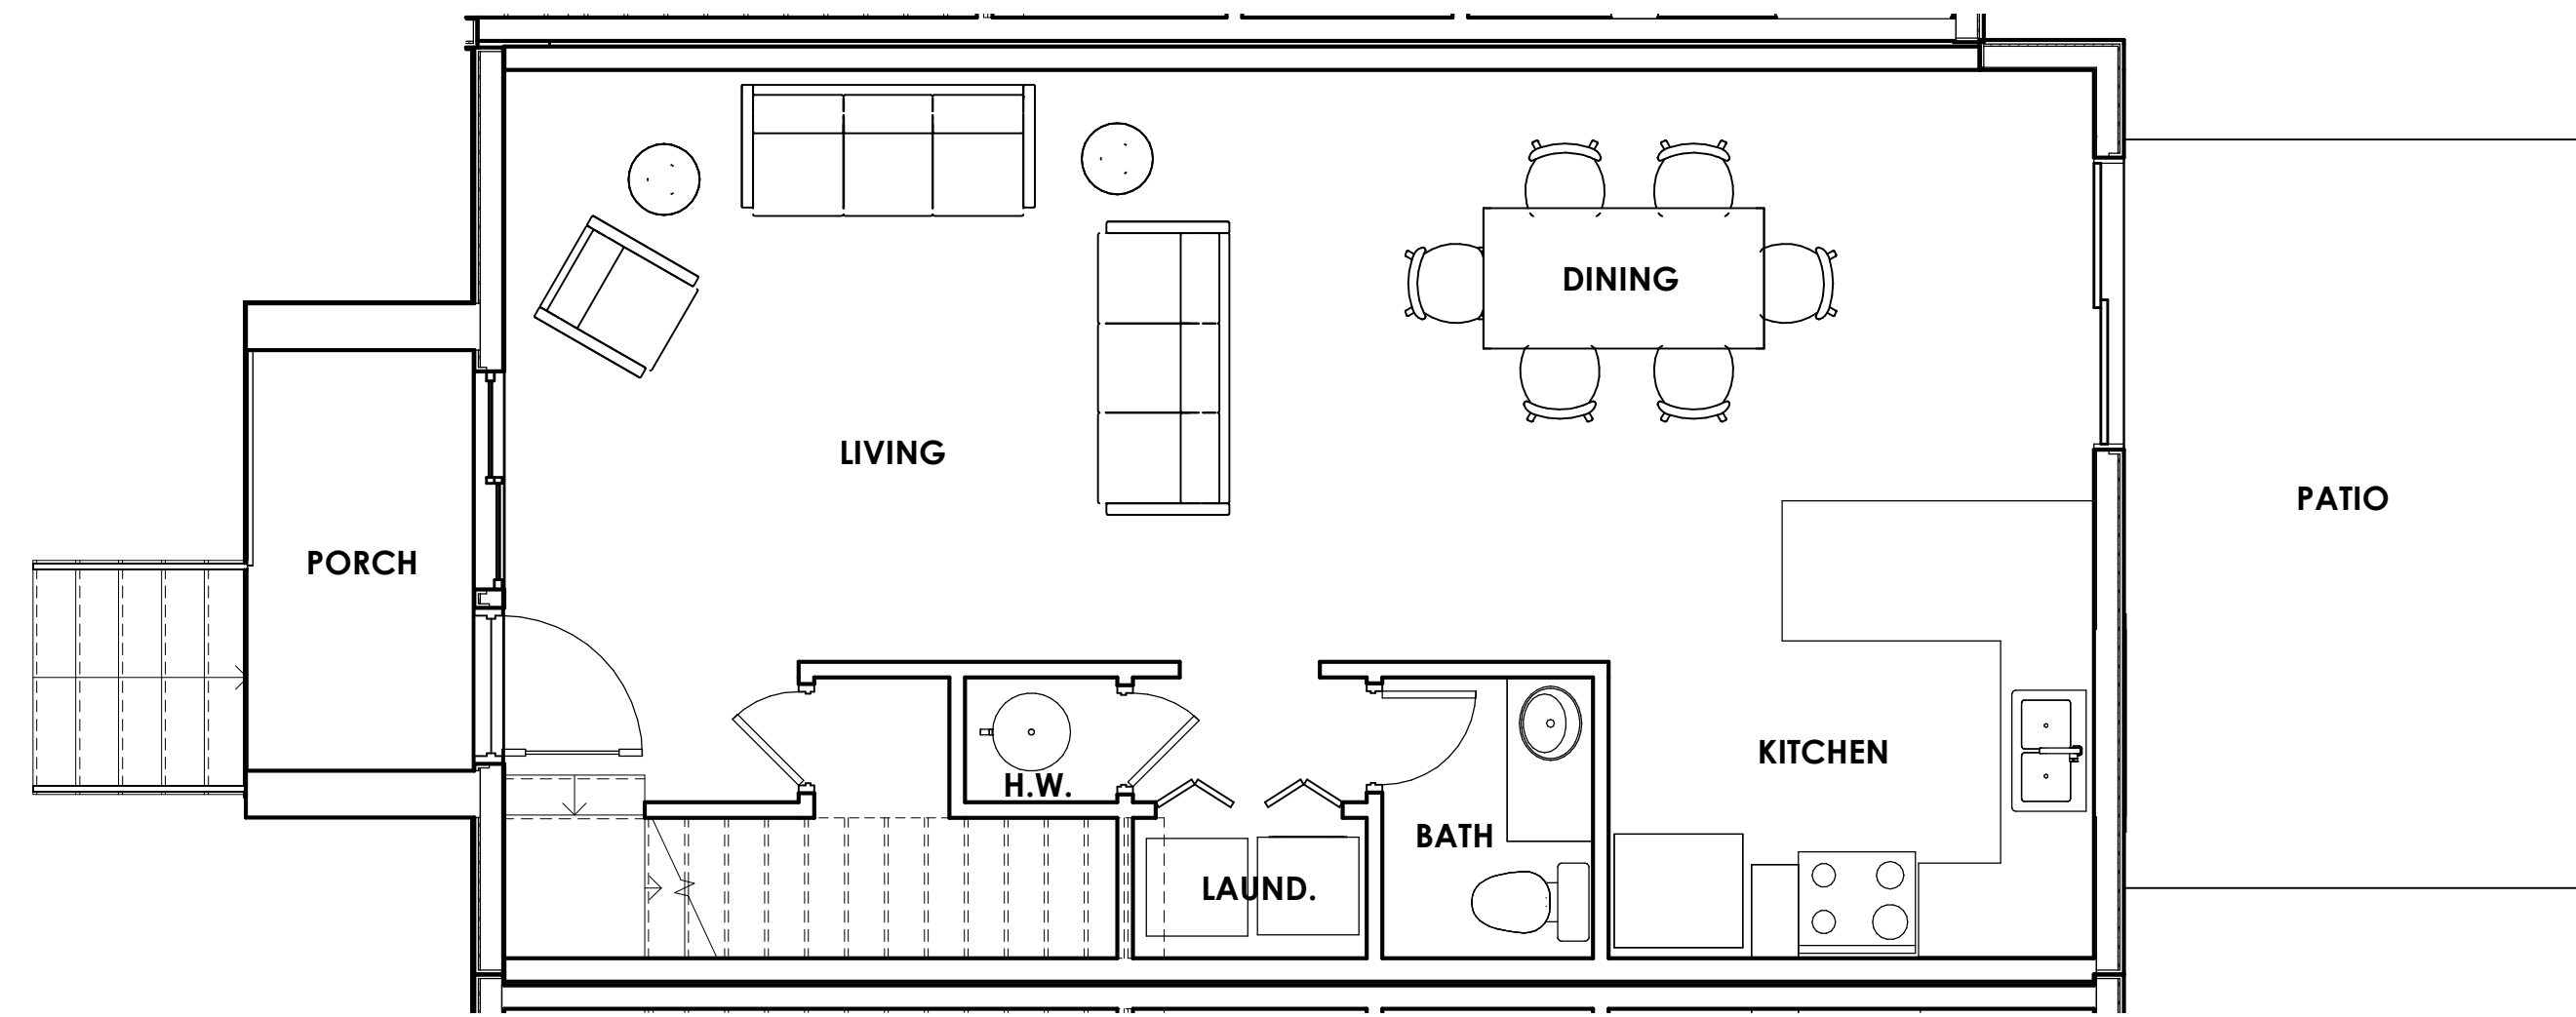 DINING
LIVING
PATIO
PORCH
KITCHEN
H.W.
BATH
LAUND.